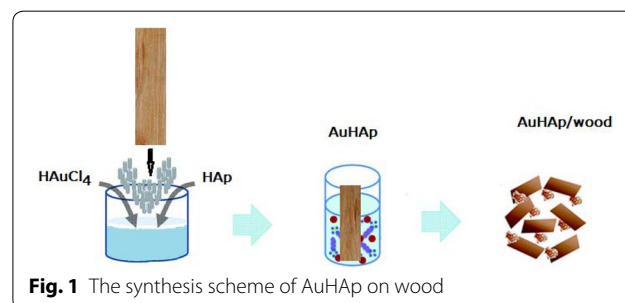 HAuCl4
HAp
AuHAp
AuHAp/wood
Fig. 1 The synthesis scheme of AuHAp on wood